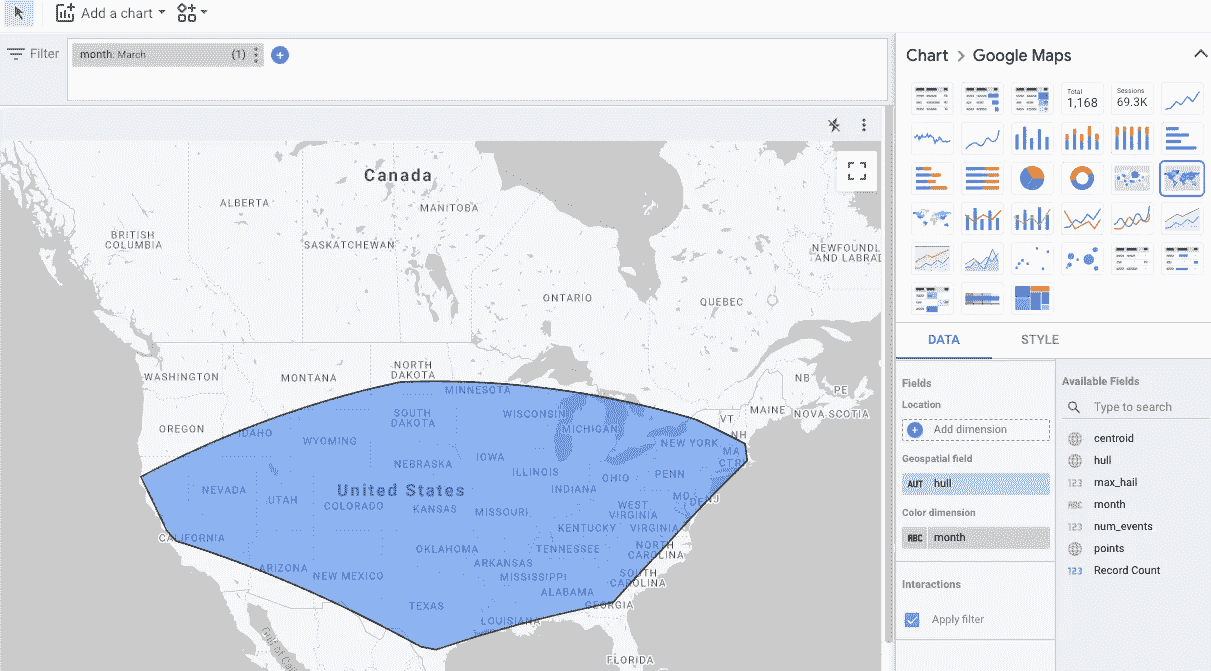 Add a chart
Filter
month: March (1)
Chart > Google Maps
Total
1,168
Sessions
69.3K
DATA
STYLE
Fields
Location
Add dimension
Geospatial field
AUT hull
Color dimension
ABC month
Interactions
Apply filter
Available Fields
Type to search
centroid
hull
123 max_hail
ABC month
123 num_events
points
123 Record Count
Canada
ALBERTA
MANITOBA
BRITISH
COLUMBIA
SASKATCHEWAN
NEWFOUNDL
AND LABRAD
ONTARIO
QUEBEC
WASHINGTON
MONTANA
NORTH
DAKOTA
MINNESOTA
NB
PE
MAINE
NOVA SCOTIA
VT
NH
OREGON
IDAHO
SOUTH
DAKOTA
WISCONSIN
MICHIGAN
WYOMING
NEW YORK
MA
CT RI
NEBRASKA
IOWA
ILLINOIS
OHIO
PENN
INDIANA
NEVADA
UTAH
United States
COLORADO
KANSAS
MISSOURI
WEST
VIRGINIA
MD
DE NJ
KENTUCKY
VIRGINIA
CALIFORNIA
OKLAHOMA
TENNESSEE
NORTH
CAROLINA
ARIZONA
NEW MEXICO
ARKANSAS
MISSISSIPPI
SOUTH
CAROLINA
ALABAMA
TEXAS
GEORGIA
LOUISIANA
Gulf of
FLORIDA